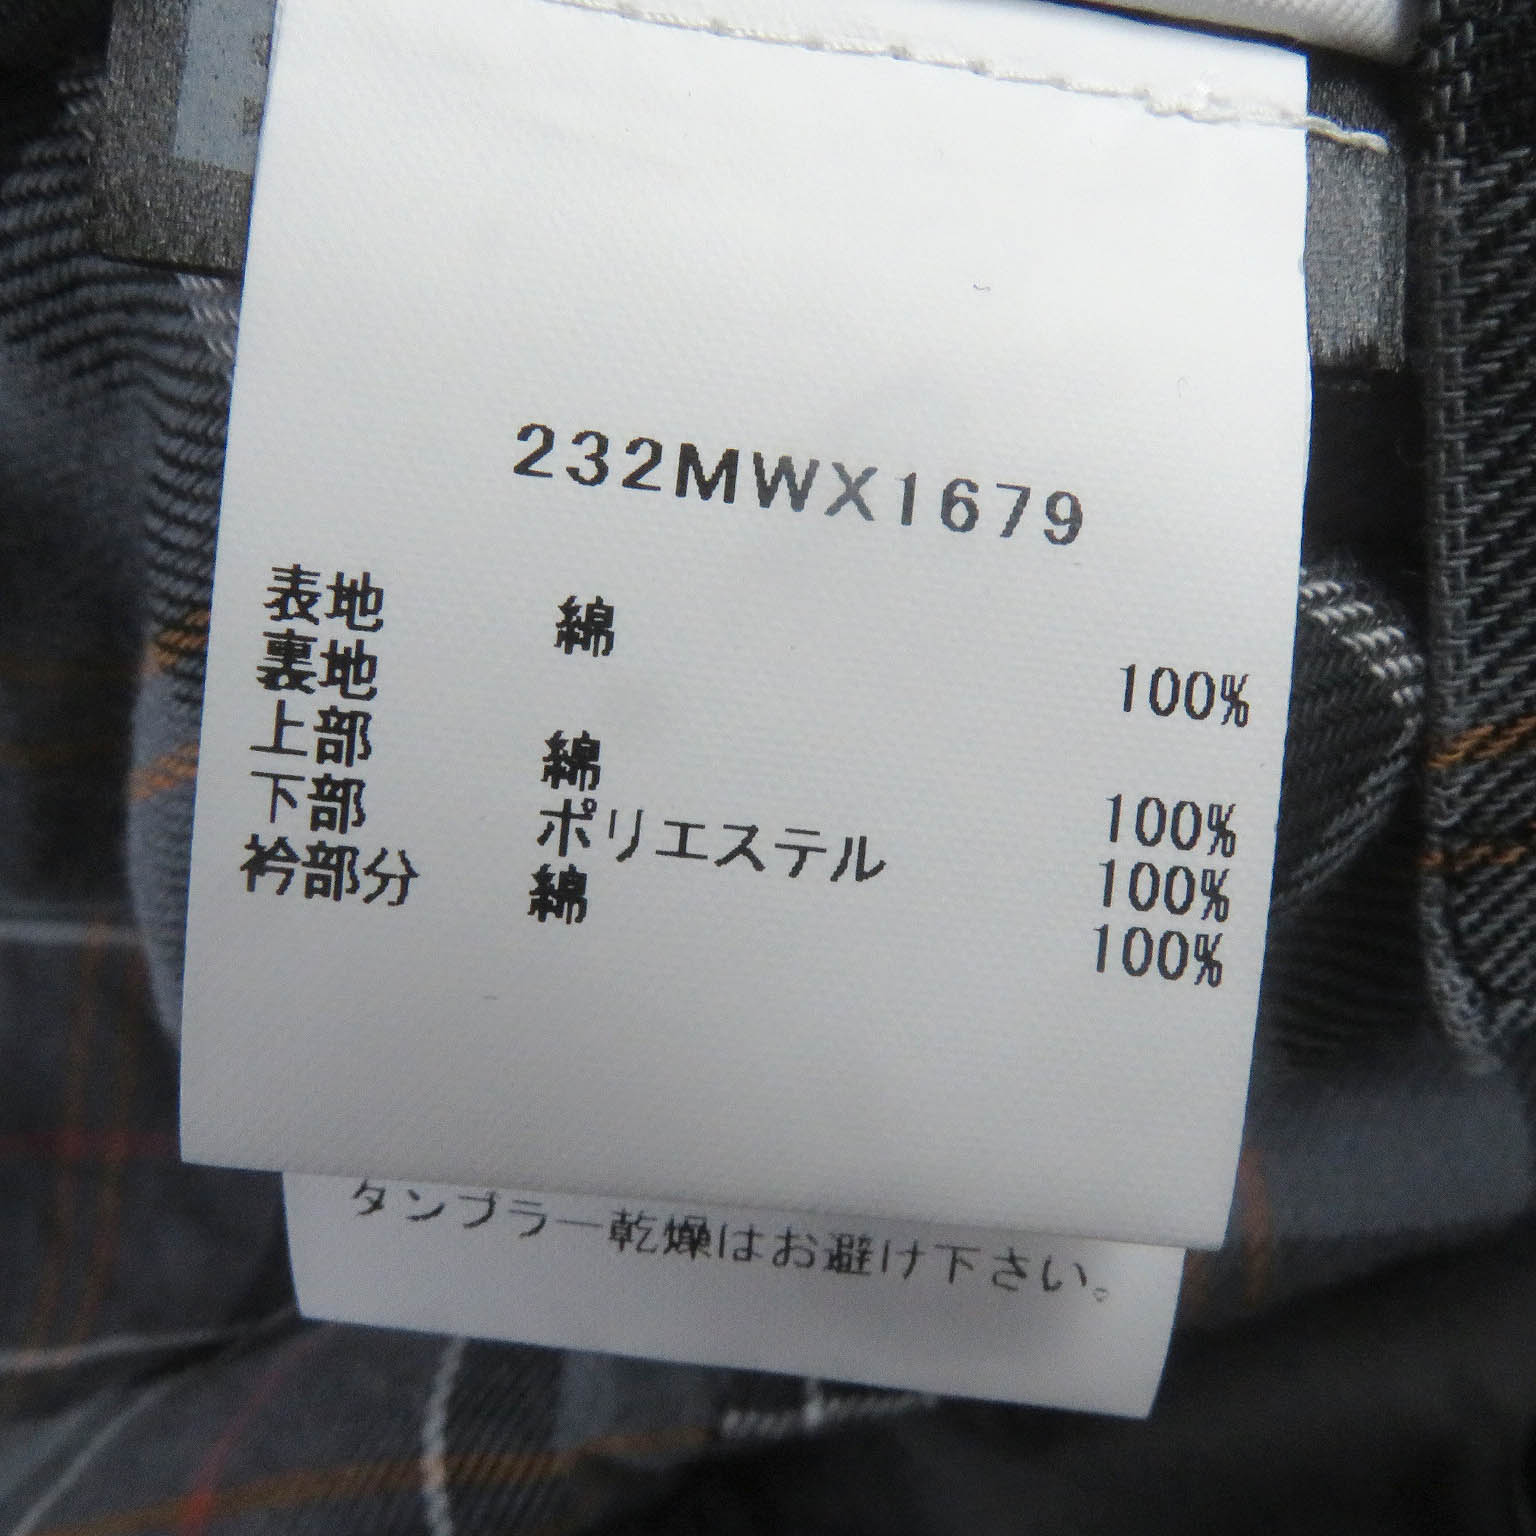 232MWX1679
表地 綿 100%
裏地
上部 綿 100%
下部 ポリエステル 100%
衿部分 綿 100%
タンブラー乾燥はお避け下さい。